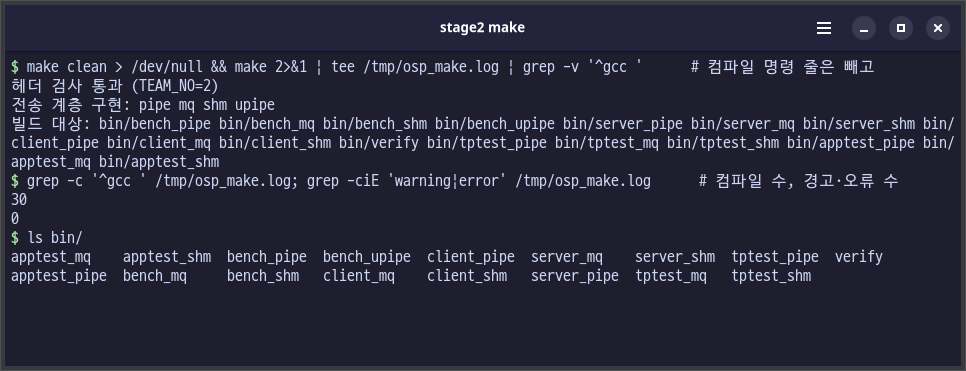 stage2 make
$ make clean > /dev/null && make 2>&1 | tee /tmp/osp_make.log | grep -v '^gcc '      # 컴파일 명령 줄은 빼고
헤더 검사 통과 (TEAM_NO=2)
전송 계층 구현: pipe mq shm upipe
빌드 대상: bin/bench_pipe bin/bench_mq bin/bench_shm bin/bench_upipe bin/server_pipe bin/server_mq bin/server_shm bin/
client_pipe bin/client_mq bin/client_shm bin/verify bin/tptest_pipe bin/tptest_mq bin/tptest_shm bin/apptest_pipe bin/
apptest_mq bin/apptest_shm
$ grep -c '^gcc ' /tmp/osp_make.log; grep -ciE 'warning|error' /tmp/osp_make.log      # 컴파일 수, 경고·오류 수
30
0
$ ls bin/
apptest_mq    apptest_shm  bench_pipe  bench_upipe  client_pipe  server_mq    server_shm  tptest_pipe  verify
apptest_pipe  bench_mq     bench_shm   client_mq    client_shm   server_pipe  tptest_mq   tptest_shm